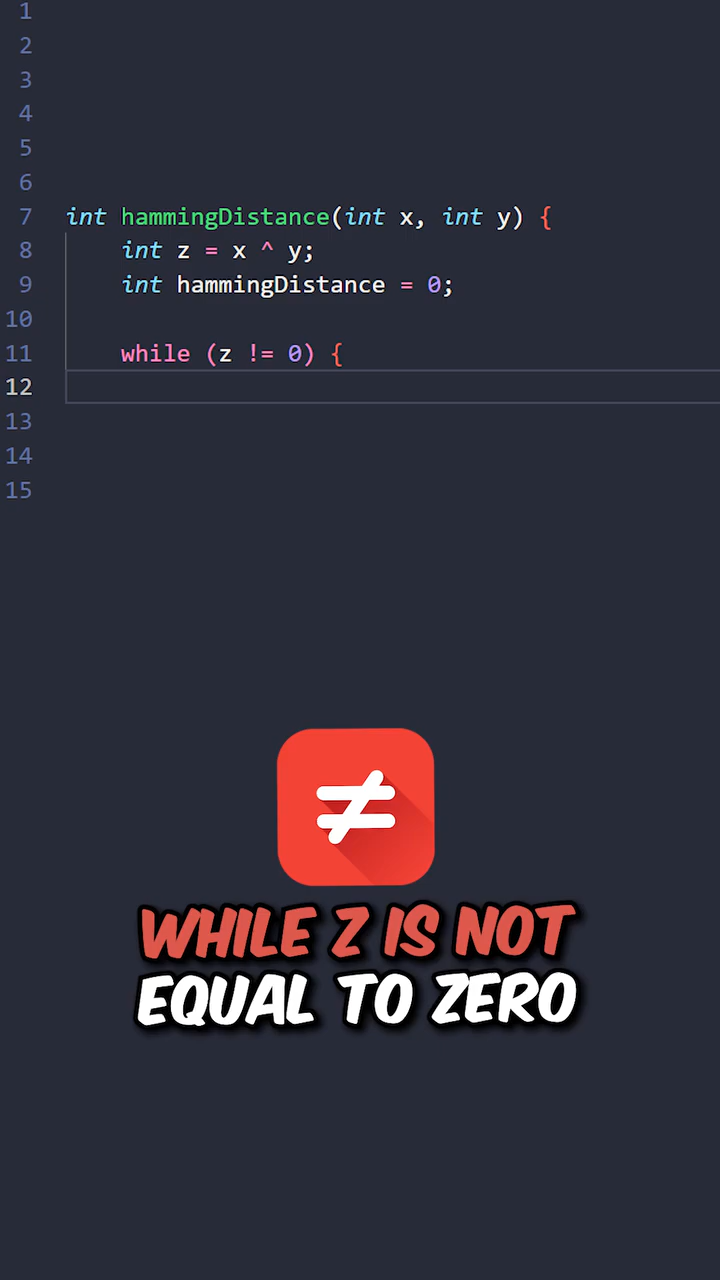 1
2
3
4
5
6
7 int hammingDistance(int x, int y) {
8 int z = x ^ y;
9 int hammingDistance = 0;
10
11 while (z != 0) {
12
13
14
15
≠
WHILE Z IS NOT
EQUAL TO ZERO